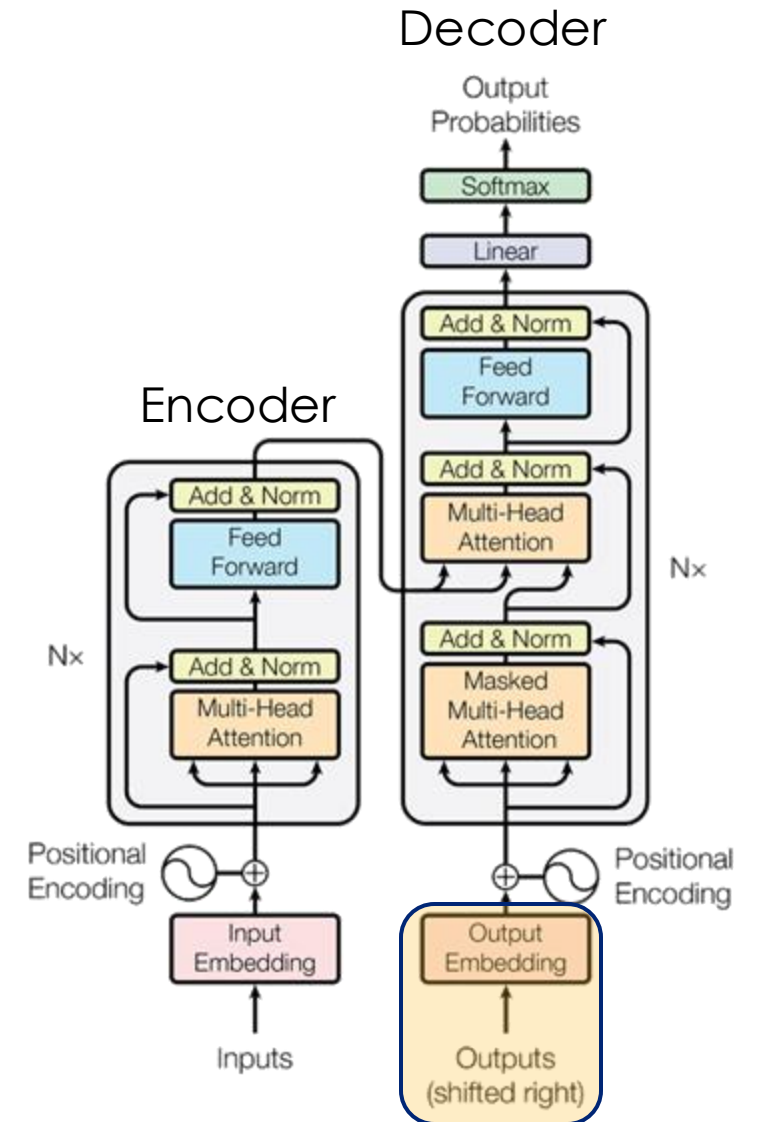 Decoder
Output
Probabilities
Softmax
Linear
Add & Norm
Feed
Forward
Add & Norm
Multi-Head
Attention
Nx
Add & Norm
Masked
Multi-Head
Attention
Positional
Encoding
Output
Embedding
Outputs
(shifted right)
Encoder
Add & Norm
Feed
Forward
Nx
Add & Norm
Multi-Head
Attention
Positional
Encoding
Input
Embedding
Inputs